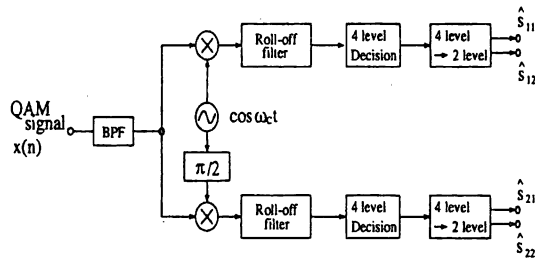 QAM
signal
x(n)
BPF
cos ωct
π/2
Roll-off
filter
4 level
Decision
4 level
→ 2 level
Ŝ11
Ŝ12
Roll-off
filter
4 level
Decision
4 level
→ 2 level
Ŝ21
Ŝ22